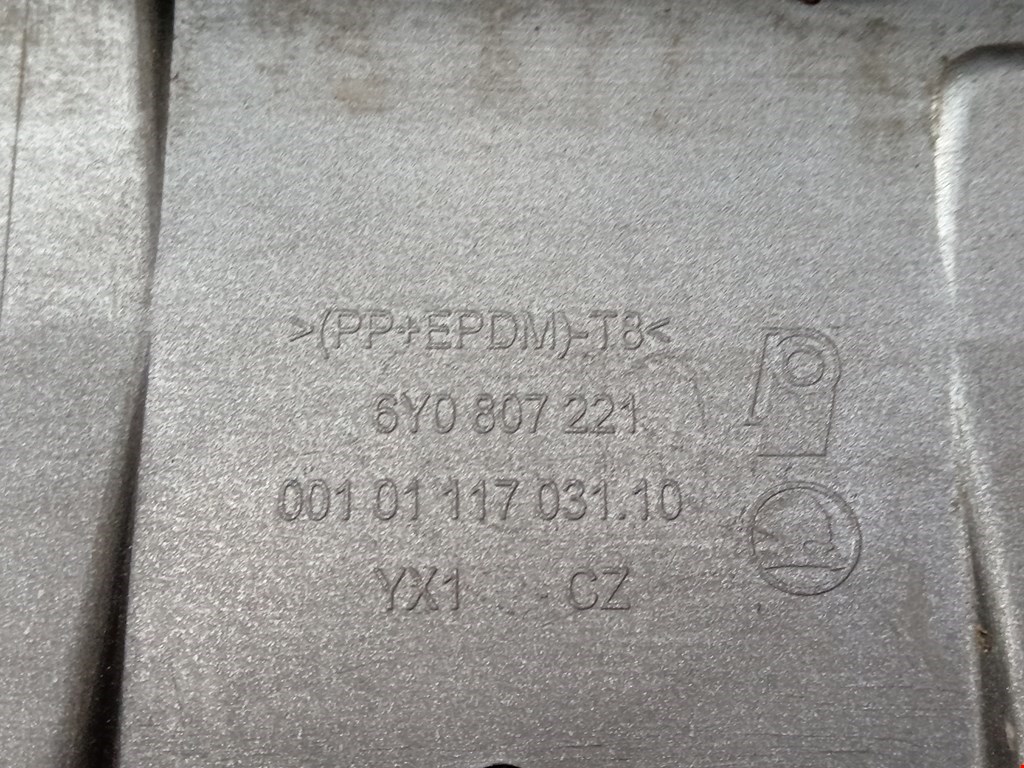 >(PP+EPDM)-T8<
6Y0 807 221
001 01 117 031.10
YX1 CZ